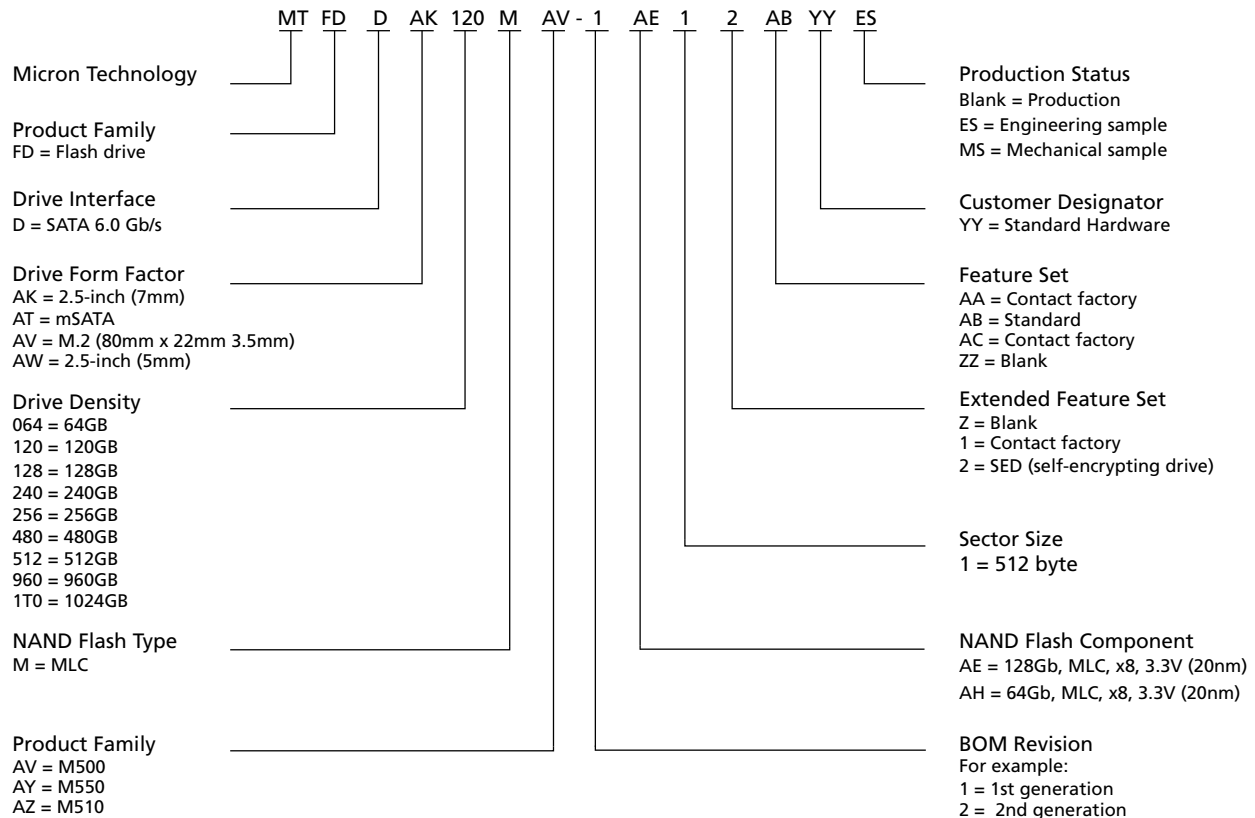 MT FD D AK 120 M AV - 1 AE 1 2 AB YY ES
Micron Technology
Product Family
FD = Flash drive
Drive Interface
D = SATA 6.0 Gb/s
Drive Form Factor
AK = 2.5-inch (7mm)
AT = mSATA
AV = M.2 (80mm x 22mm 3.5mm)
AW = 2.5-inch (5mm)
Drive Density
064 = 64GB
120 = 120GB
128 = 128GB
240 = 240GB
256 = 256GB
480 = 480GB
512 = 512GB
960 = 960GB
1T0 = 1024GB
NAND Flash Type
M = MLC
Product Family
AV = M500
AY = M550
AZ = M510
Production Status
Blank = Production
ES = Engineering sample
MS = Mechanical sample
Customer Designator
YY = Standard Hardware
Feature Set
AA = Contact factory
AB = Standard
AC = Contact factory
ZZ = Blank
Extended Feature Set
Z = Blank
1 = Contact factory
2 = SED (self-encrypting drive)
Sector Size
1 = 512 byte
NAND Flash Component
AE = 128Gb, MLC, x8, 3.3V (20nm)
AH = 64Gb, MLC, x8, 3.3V (20nm)
BOM Revision
For example:
1 = 1st generation
2 = 2nd generation